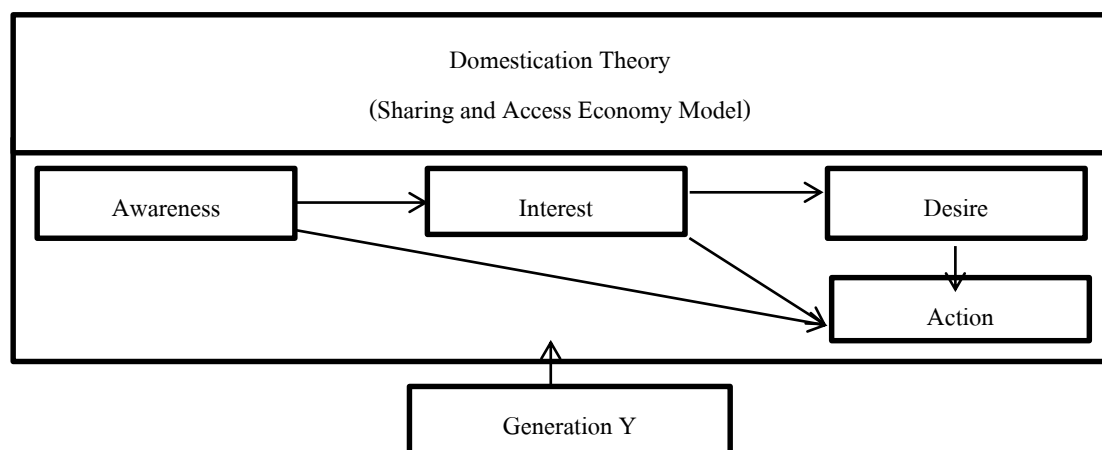 Domestication Theory
(Sharing and Access Economy Model)
Awareness
Interest
Desire
Action
Generation Y